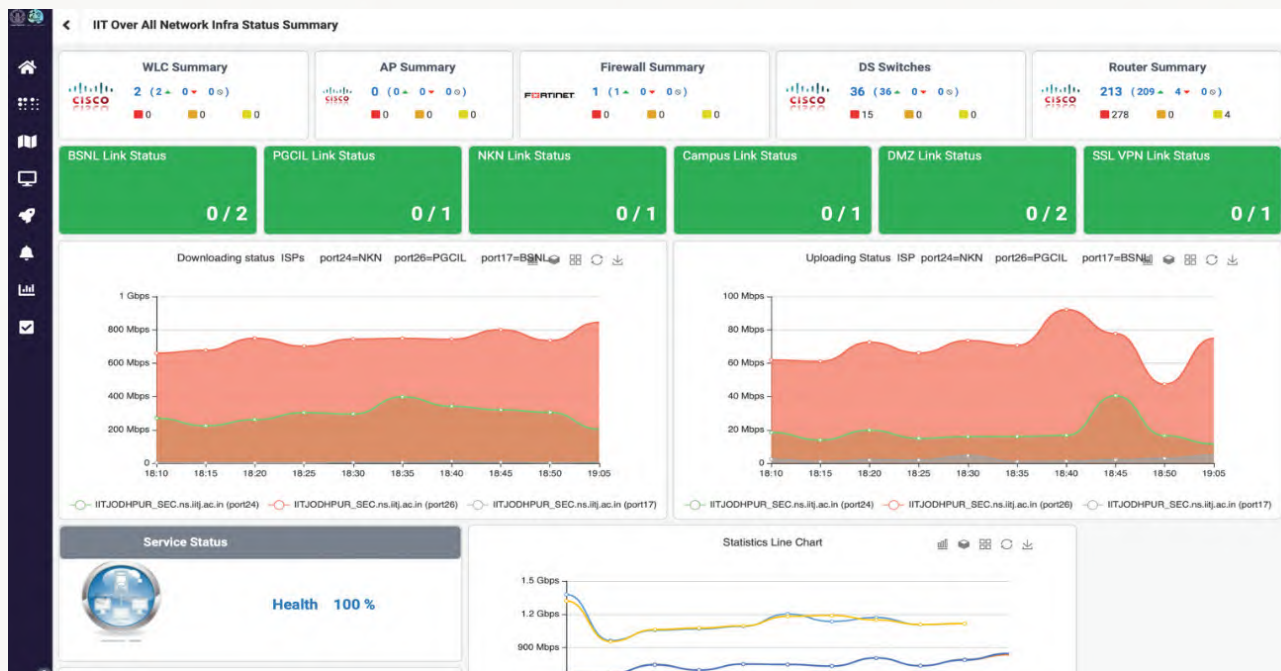 IIT Over All Network Infra Status Summary
WLC Summary
CISCO
2 (2 0 0)
0 0 0
AP Summary
CISCO
0 (0 0 0)
0 0 0
Firewall Summary
FORTINET
1 (1 0 0)
0 0 0
DS Switches
CISCO
36 (36 0 0)
15 0 0
Router Summary
CISCO
213 (209 4 0)
278 0 4
BSNL Link Status
0 / 2
PGCIL Link Status
0 / 1
NKN Link Status
0 / 1
Campus Link Status
0 / 1
DMZ Link Status
0 / 2
SSL VPN Link Status
0 / 1
Downloading status ISPs port24=NKN port26=PGCIL port17=BSNL
1 Gbps
800 Mbps
600 Mbps
400 Mbps
200 Mbps
0
18:10 18:15 18:20 18:25 18:30 18:35 18:40 18:45 18:50 19:05
IITJODHPUR_SEC.ns.iitj.ac.in (port24) IITJODHPUR_SEC.ns.iitj.ac.in (port26) IITJODHPUR_SEC.ns.iitj.ac.in (port17)
Uploading Status ISP port24=NKN port26=PGCIL port17=BSNL
100 Mbps
80 Mbps
60 Mbps
40 Mbps
20 Mbps
0
18:10 18:15 18:20 18:25 18:30 18:35 18:40 18:45 18:50 19:05
IITJODHPUR_SEC.ns.iitj.ac.in (port24) IITJODHPUR_SEC.ns.iitj.ac.in (port26) IITJODHPUR_SEC.ns.iitj.ac.in (port17)
Service Status
Health 100 %
Statistics Line Chart
1.5 Gbps
1.2 Gbps
900 Mbps